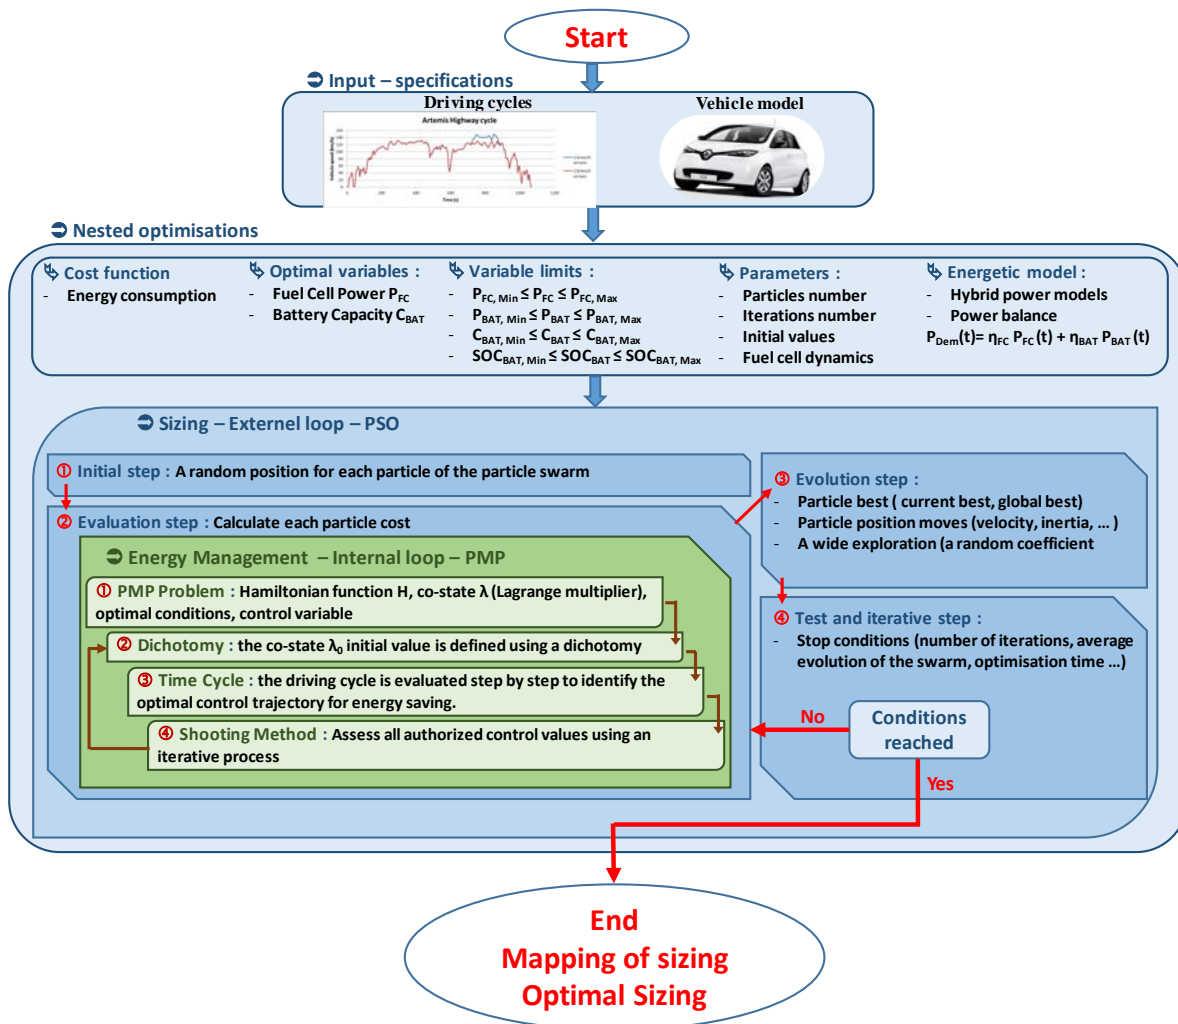 Start
➲ Input – specifications
Driving cycles
Vehicle model
Artemis Highway cycle
Vehicle speed (km/h)
Time (s)
➲ Nested optimisations
↳ Cost function
- Energy consumption
↳ Optimal variables :
- Fuel Cell Power P_FC
- Battery Capacity C_BAT
↳ Variable limits :
- P_FC, Min ≤ P_FC ≤ P_FC, Max
- P_BAT, Min ≤ P_BAT ≤ P_BAT, Max
- C_BAT, Min ≤ C_BAT ≤ C_BAT, Max
- SOC_BAT, Min ≤ SOC_BAT ≤ SOC_BAT, Max
↳ Parameters :
- Particles number
- Iterations number
- Initial values
- Fuel cell dynamics
↳ Energetic model :
- Hybrid power models
- Power balance
P_Dem(t)= η_FC P_FC (t) + η_BAT P_BAT (t)
➲ Sizing – Externel loop – PSO
① Initial step : A random position for each particle of the particle swarm
② Evaluation step : Calculate each particle cost
➲ Energy Management – Internal loop – PMP
① PMP Problem : Hamiltonian function H, co-state λ (Lagrange multiplier),
optimal conditions, control variable
② Dichotomy : the co-state λ₀ initial value is defined using a dichotomy
③ Time Cycle : the driving cycle is evaluated step by step to identify the
optimal control trajectory for energy saving.
④ Shooting Method : Assess all authorized control values using an
iterative process
③ Evolution step :
- Particle best ( current best, global best)
- Particle position moves (velocity, inertia, ... )
- A wide exploration (a random coefficient
④ Test and iterative step :
- Stop conditions (number of iterations, average
evolution of the swarm, optimisation time ...)
No
Conditions
reached
Yes
End
Mapping of sizing
Optimal Sizing